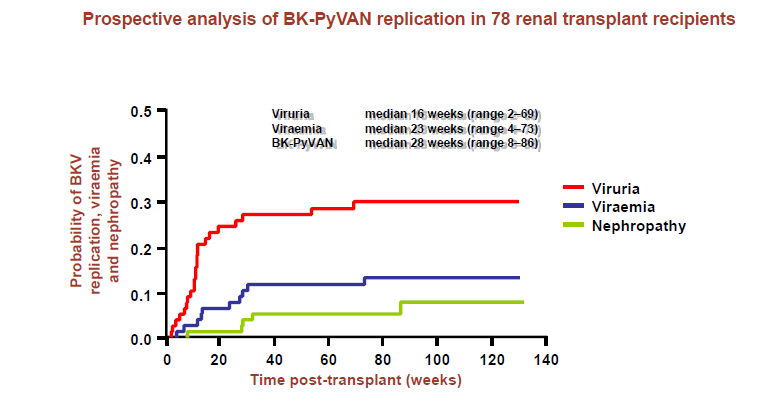 Prospective analysis of BK-PyVAN replication in 78 renal transplant recipients
Viruria median 16 weeks (range 2–69)
Viraemia median 23 weeks (range 4–73)
BK-PyVAN median 28 weeks (range 8–86)
Probability of BKV
replication, viraemia
and nephropathy
0.5
0.4
0.3
0.2
0.1
0.0
0 20 40 60 80 100 120 140
Time post-transplant (weeks)
Viruria
Viraemia
Nephropathy